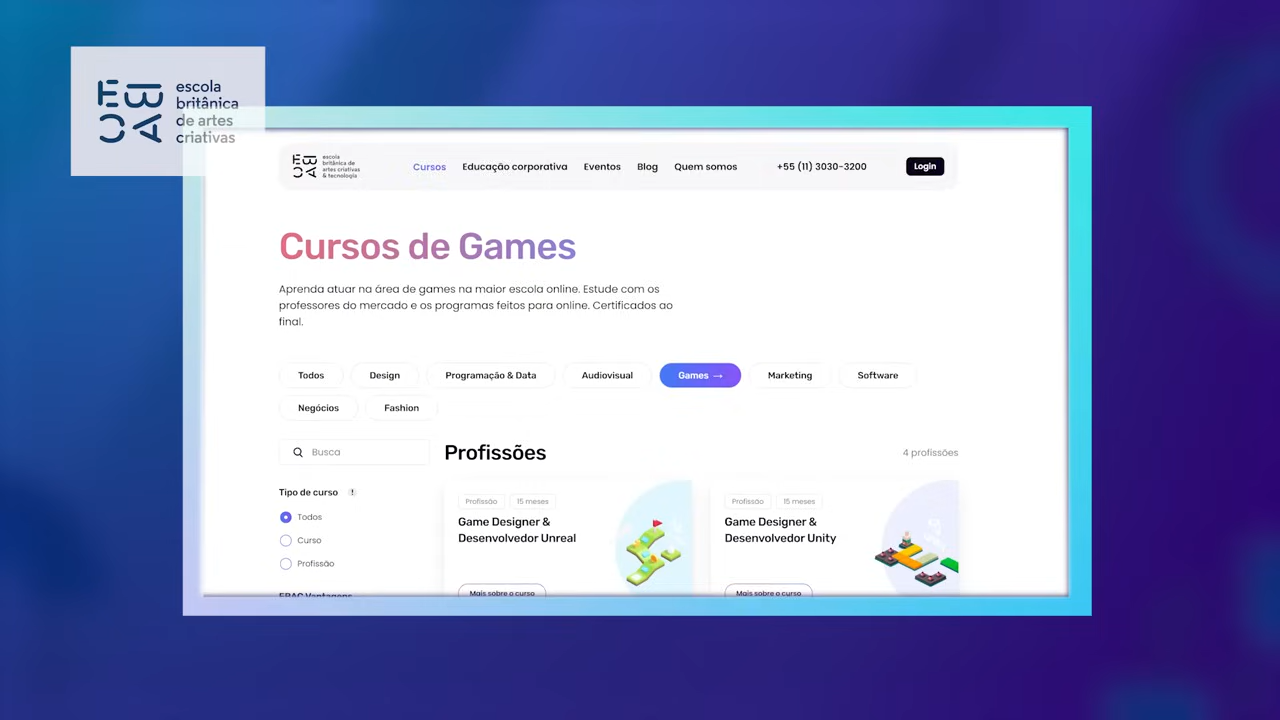 escola
britânica
de artes
criativas
escola
britânica de
artes criativas
& tecnologia
Cursos
Educação corporativa
Eventos
Blog
Quem somos
+55 (11) 3030-3200
Login
Cursos de Games
Aprenda atuar na área de games na maior escola online. Estude com os
professores do mercado e os programas feitos para online. Certificados ao
final.
Todos
Design
Programação & Data
Audiovisual
Games →
Marketing
Software
Negócios
Fashion
Busca
Profissões
4 profissões
Tipo de curso !
Todos
Curso
Profissão
EBAC Vantagens
Profissão
15 meses
Game Designer &
Desenvolvedor Unreal
Mais sobre o curso
Profissão
15 meses
Game Designer &
Desenvolvedor Unity
Mais sobre o curso